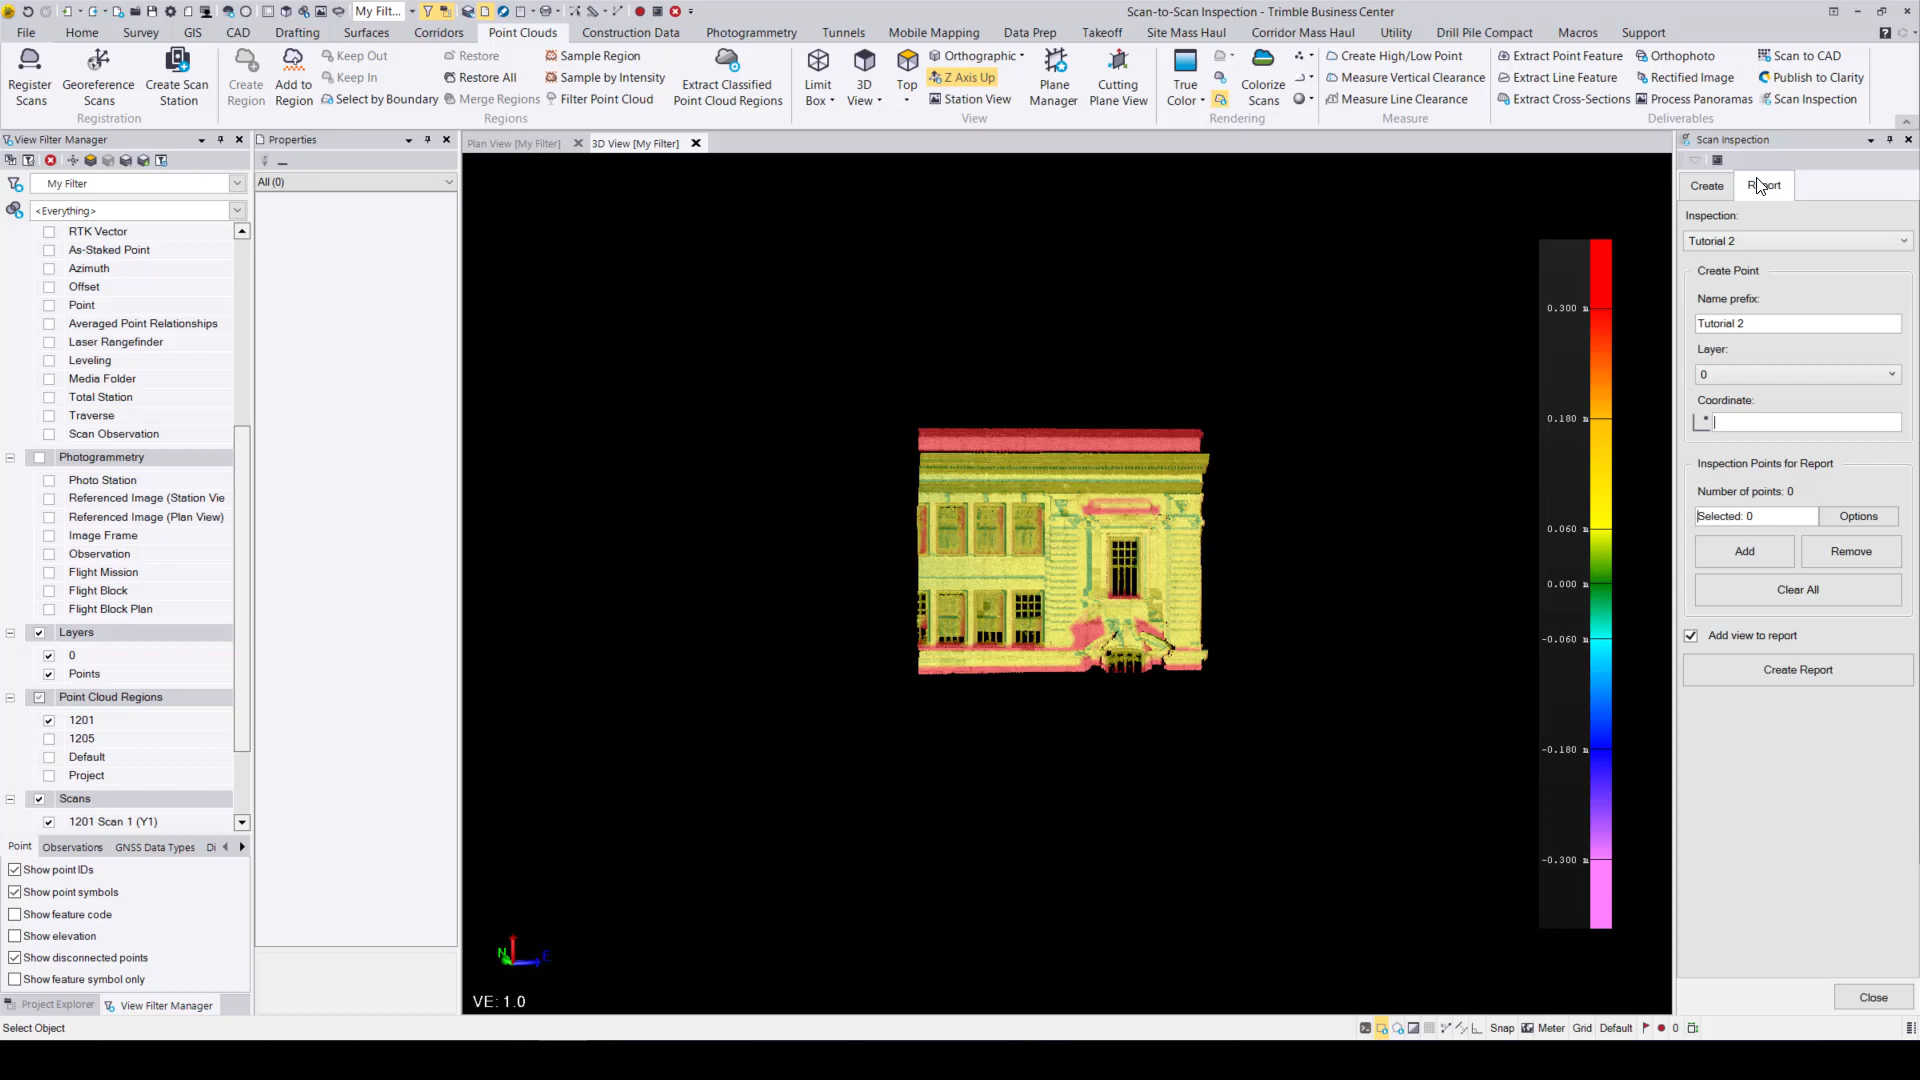 My Filt...
Scan-to-Scan Inspection - Trimble Business Center
File Home Survey GIS CAD Drafting Surfaces Corridors Point Clouds Construction Data Photogrammetry Tunnels Mobile Mapping Data Prep Takeoff Site Mass Haul Corridor Mass Haul Utility Drill Pile Compact Macros Support
Register Scans
Georeference Scans
Create Scan Station
Registration
Create Region
Add to Region
Keep Out
Keep In
Select by Boundary
Restore
Restore All
Merge Regions
Sample Region
Sample by Intensity
Filter Point Cloud
Extract Classified Point Cloud Regions
Regions
Limit Box
3D View
Top
Orthographic
Z Axis Up
Station View
Plane Manager
Cutting Plane View
View
True Color
Colorize Scans
Rendering
Create High/Low Point
Measure Vertical Clearance
Measure Line Clearance
Measure
Extract Point Feature
Extract Line Feature
Extract Cross-Sections
Orthophoto
Rectified Image
Process Panoramas
Scan to CAD
Publish to Clarity
Scan Inspection
Deliverables
View Filter Manager
My Filter
<Everything>
RTK Vector
As-Staked Point
Azimuth
Offset
Point
Averaged Point Relationships
Laser Rangefinder
Leveling
Media Folder
Total Station
Traverse
Scan Observation
Photogrammetry
Photo Station
Referenced Image (Station Vie
Referenced Image (Plan View)
Image Frame
Observation
Flight Mission
Flight Block
Flight Block Plan
Layers
0
Points
Point Cloud Regions
1201
1205
Default
Project
Scans
1201 Scan 1 (Y1)
Point Observations GNSS Data Types Di
Show point IDs
Show point symbols
Show feature code
Show elevation
Show disconnected points
Show feature symbol only
Project Explorer View Filter Manager
Select Object
Properties
All (0)
Plan View [My Filter]
3D View [My Filter]
0.300 m
0.180 m
0.060 m
0.000 m
-0.060 m
-0.180 m
-0.300 m
N E
VE: 1.0
Scan Inspection
Create Report
Inspection:
Tutorial 2
Create Point
Name prefix:
Tutorial 2
Layer:
0
Coordinate:
Inspection Points for Report
Number of points: 0
Selected: 0 Options
Add Remove
Clear All
Add view to report
Create Report
Close
Snap Meter Grid Default 0